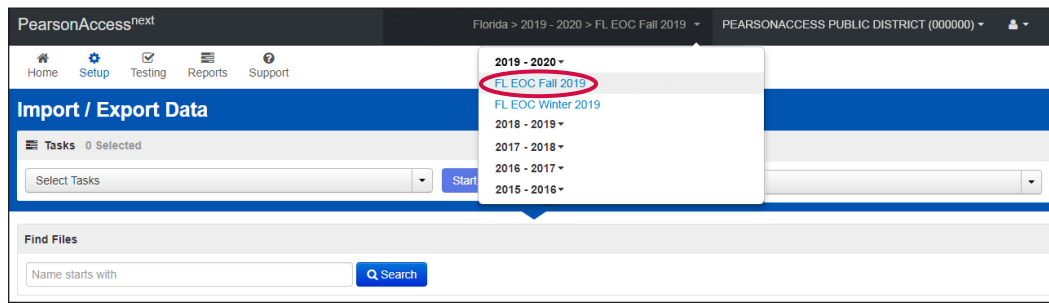 PearsonAccessnext
Florida > 2019 - 2020 > FL EOC Fall 2019
PEARSONACCESS PUBLIC DISTRICT (000000)
Home
Setup
Testing
Reports
Support
2019 - 2020
FL EOC Fall 2019
FL EOC Winter 2019
2018 - 2019
2017 - 2018
2016 - 2017
2015 - 2016
Import / Export Data
Tasks 0 Selected
Select Tasks
Start
Find Files
Name starts with
Search